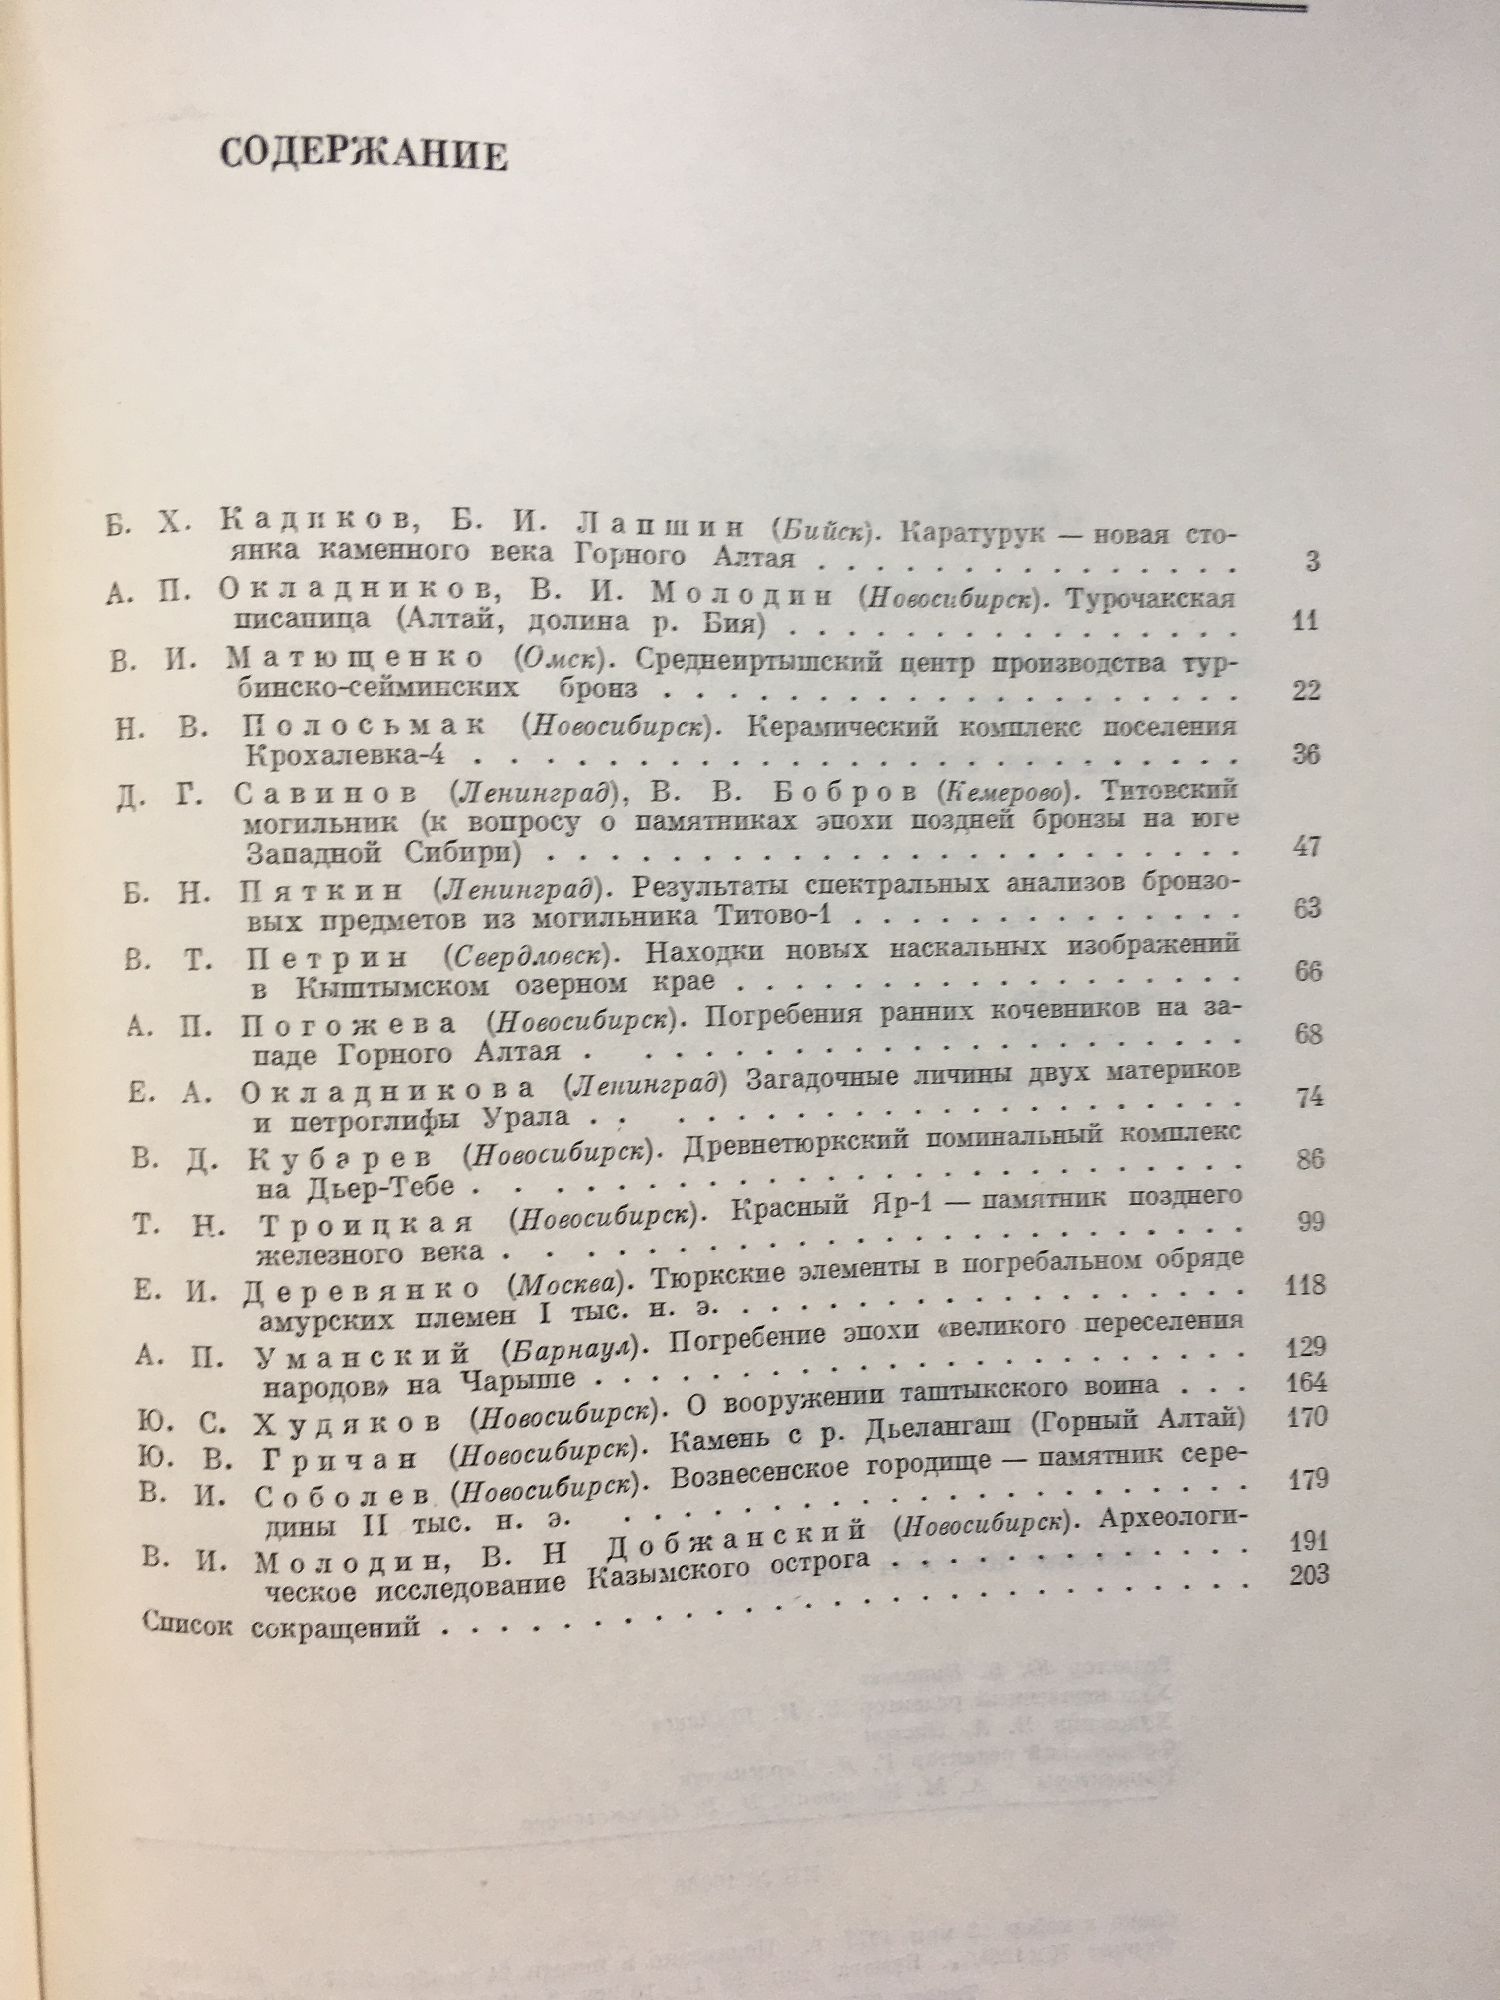 СОДЕРЖАНИЕ
Б. Х. Кадиков, Б. И. Лапшин (Бийск). Каратурук — новая сто-
янка каменного века Горного Алтая . . . . . . . . . . . . . . . 3
А. П. Окладников, В. И. Молодин (Новосибирск). Турочакская
писаница (Алтай, долина р. Бия) . . . . . . . . . . . . . . . . 11
В. И. Матющенко (Омск). Среднеиртышский центр производства тур-
бинско-сейминских бронз . . . . . . . . . . . . . . . . . . . . 22
Н. В. Полосьмак (Новосибирск). Керамический комплекс поселения
Крохалевка-4 . . . . . . . . . . . . . . . . . . . . . . . . . 36
Д. Г. Савинов (Ленинград), В. В. Бобров (Кемерово). Титовский
могильник (к вопросу о памятниках эпохи поздней бронзы на юге
Западной Сибири) . . . . . . . . . . . . . . . . . . . . . . . 47
Б. Н. Пяткин (Ленинград). Результаты спектральных анализов бронзо-
вых предметов из могильника Титово-1 . . . . . . . . . . . . . 63
В. Т. Петрин (Свердловск). Находки новых наскальных изображений
в Кыштымском озерном крае . . . . . . . . . . . . . . . . . 66
А. П. Погожева (Новосибирск). Погребения ранних кочевников на за-
паде Горного Алтая . . . . . . . . . . . . . . . . . . . . . . 68
Е. А. Окладникова (Ленинград) Загадочные личины двух материков
и петроглифы Урала . . . . . . . . . . . . . . . . . . . . . 74
В. Д. Кубарев (Новосибирск). Древнетюркский поминальный комплекс
на Дьер-Тебе . . . . . . . . . . . . . . . . . . . . . . . . . 86
Т. Н. Троицкая (Новосибирск). Красный Яр-1 — памятник позднего
железного века . . . . . . . . . . . . . . . . . . . . . . . . 99
Е. И. Деревянко (Москва). Тюркские элементы в погребальном обряде
амурских племен I тыс. н. э. . . . . . . . . . . . . . . . . . . 118
А. П. Уманский (Барнаул). Погребение эпохи «великого переселения
народов» на Чарыше . . . . . . . . . . . . . . . . . . . . . . 129
Ю. С. Худяков (Новосибирск). О вооружении таштыкского воина . . . 164
Ю. В. Гричан (Новосибирск). Камень с р. Дьелангаш (Горный Алтай) 170
В. И. Соболев (Новосибирск). Вознесенское городище — памятник сере-
дины II тыс. н. э. . . . . . . . . . . . . . . . . . . . . . . 179
В. И. Молодин, В. Н Добжанский (Новосибирск). Археологи-
ческое исследование Казымского острога . . . . . . . . . . . . 191
Список сокращений . . . . . . . . . . . . . . . . . . . . . . . . . . . 203